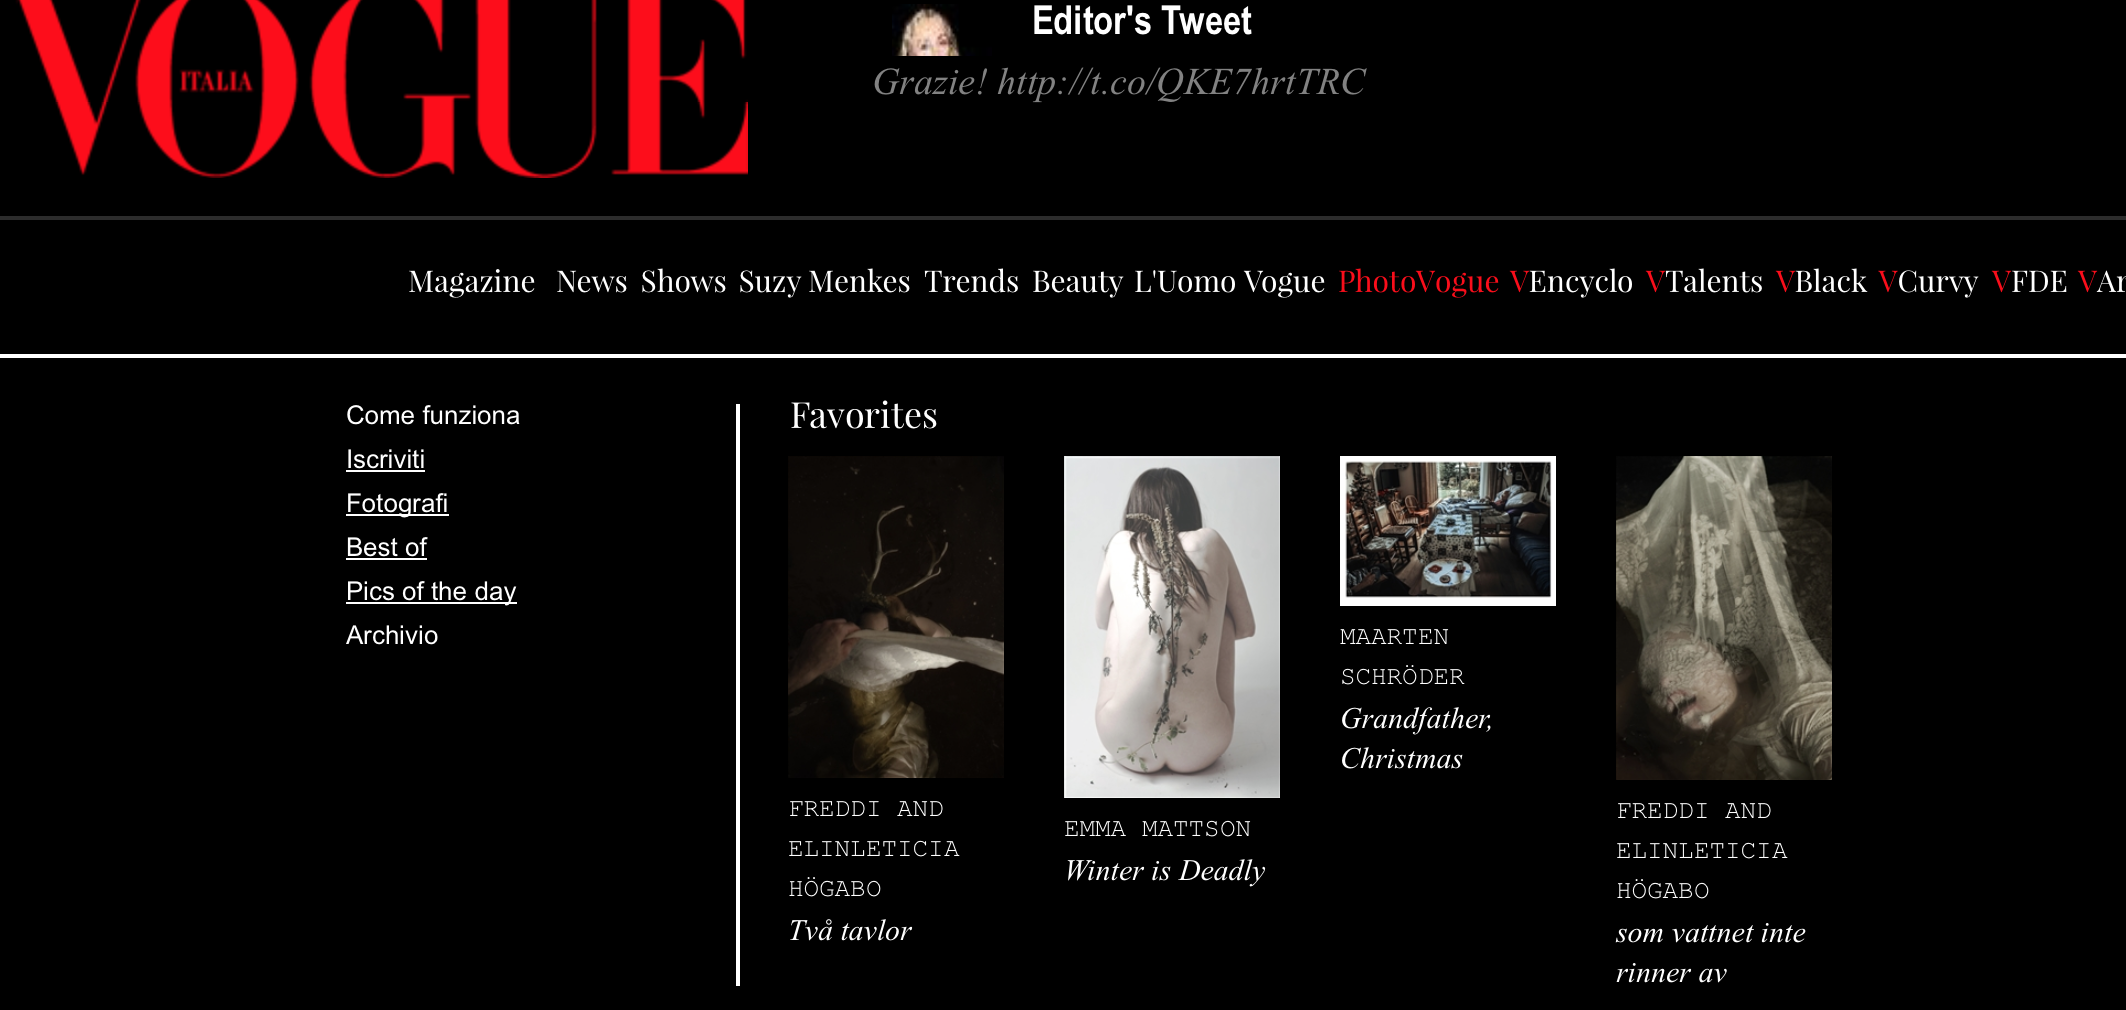 VOGUE
ITALIA
Editor's Tweet
Grazie! http://t.co/QKE7hrtTRC
Magazine News Shows Suzy Menkes Trends Beauty L'Uomo Vogue PhotoVogue VEncyclo VTalents VBlack VCurvy VFDE
Come funziona
Iscriviti
Fotografi
Best of
Pics of the day
Archivio
Favorites
FREDDI AND
ELINLETICIA
HÖGABO
Två tavlor
EMMA MATTSON
Winter is Deadly
MAARTEN
SCHRÖDER
Grandfather,
Christmas
FREDDI AND
ELINLETICIA
HÖGABO
som vattnet inte
rinner av